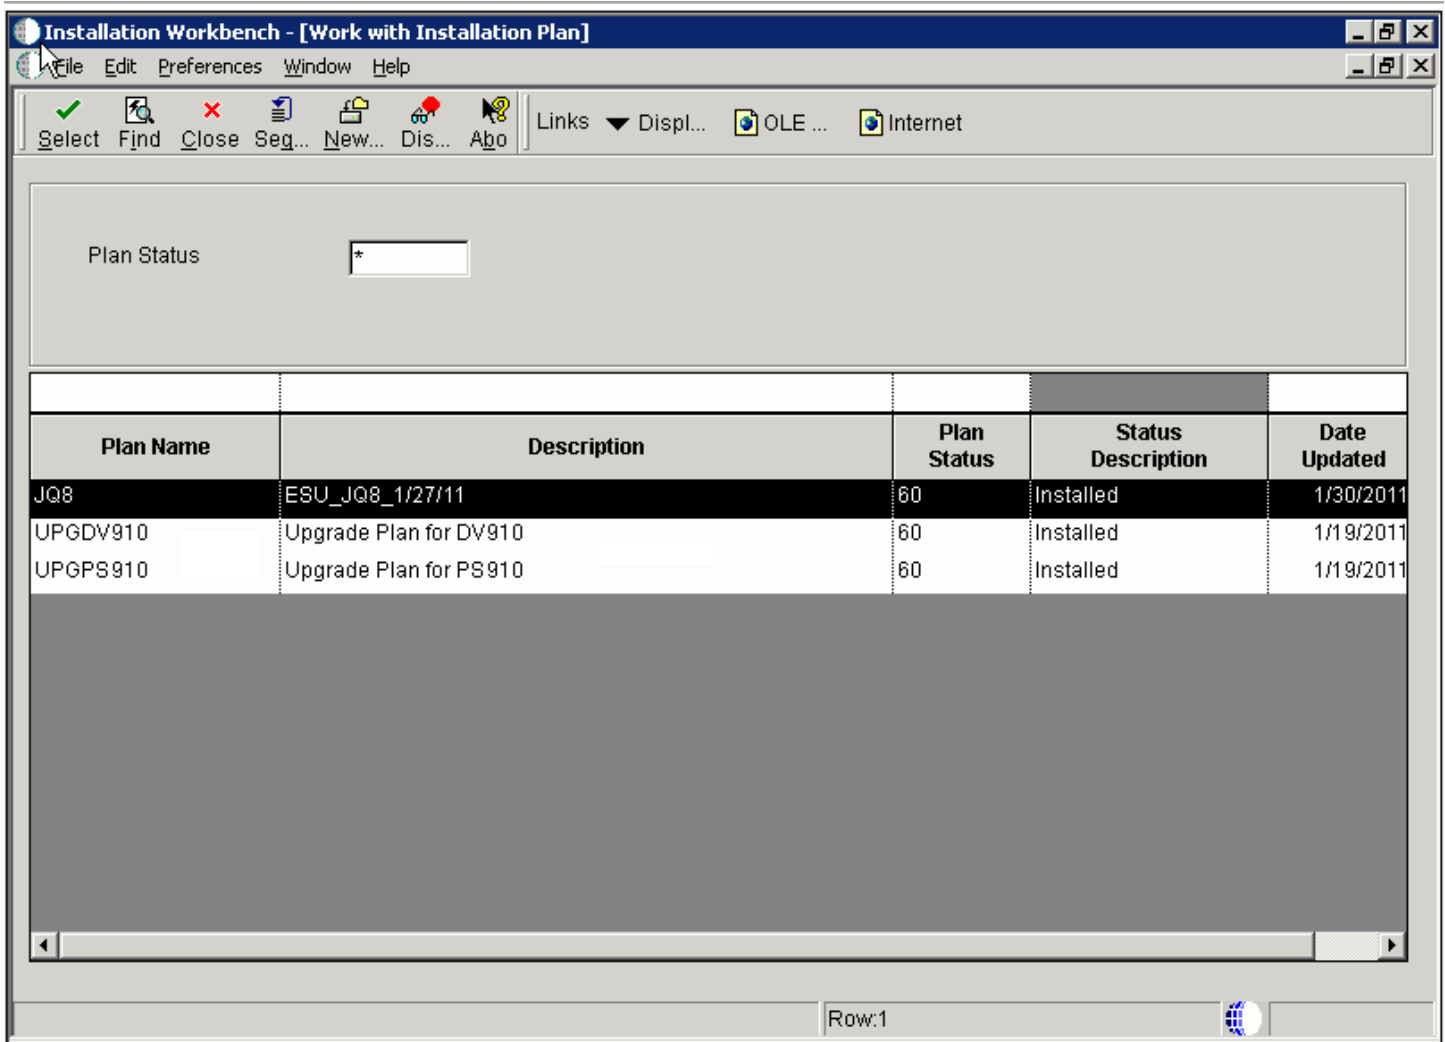 Installation Workbench - [Work with Installation Plan]
File Edit Preferences Window Help
Select Find Close Seq... New... Dis... Abo Links Displ... OLE ... Internet
Plan Status *
Plan Name Description Plan Status Status Description Date Updated
JQ8 ESU_JQ8_1/27/11 60 Installed 1/30/2011
UPGDV910 Upgrade Plan for DV910 60 Installed 1/19/2011
UPGPS910 Upgrade Plan for PS910 60 Installed 1/19/2011
Row:1